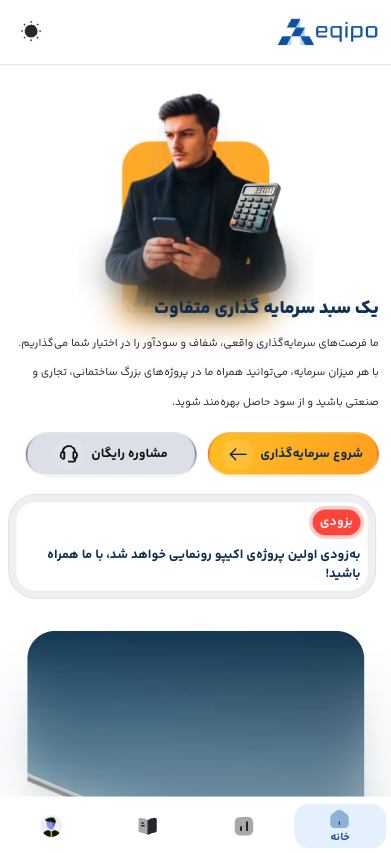 eqipo
یک سبد سرمایه گذاری متفاوت
ما فرصت‌های سرمایه‌گذاری واقعی، شفاف و سودآور را در اختیار شما می‌گذاریم.
با هر میزان سرمایه، می‌توانید همراه ما در پروژه‌های بزرگ ساختمانی، تجاری و
صنعتی باشید و از سود حاصل بهره‌مند شوید.
شروع سرمایه‌گذاری
مشاوره رایگان
بزودی
به‌زودی اولین پروژه‌ی اکیپو رونمایی خواهد شد، با ما همراه
باشید!
خانه